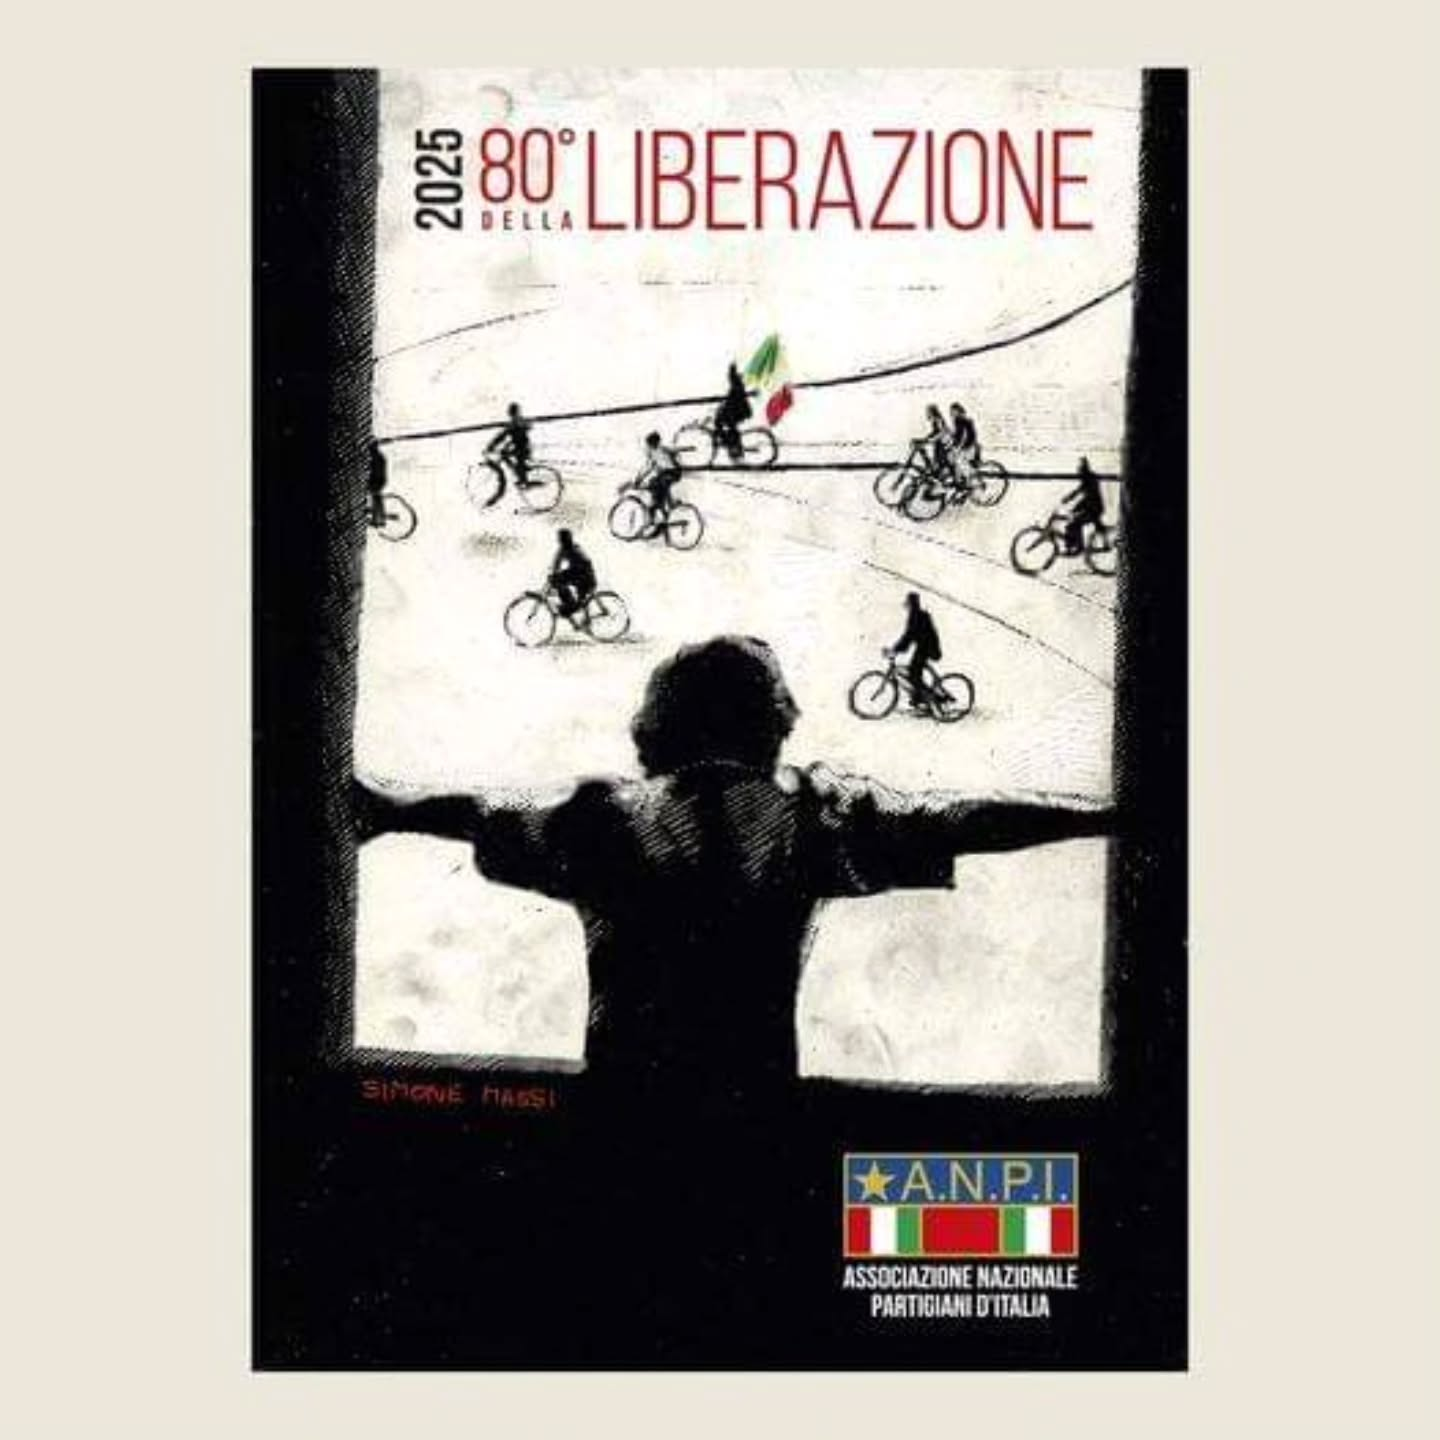 2025
80° LIBERAZIONE
DELLA
SIMONE MASSI
A.N.P.I.
ASSOCIAZIONE NAZIONALE
PARTIGIANI D'ITALIA